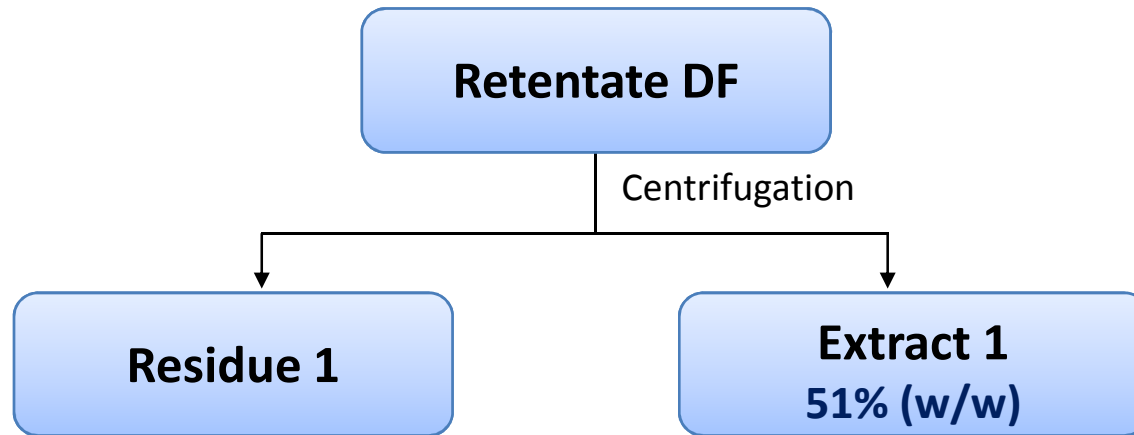 Retentate DF
Centrifugation
Residue 1
Extract 1
51% (w/w)